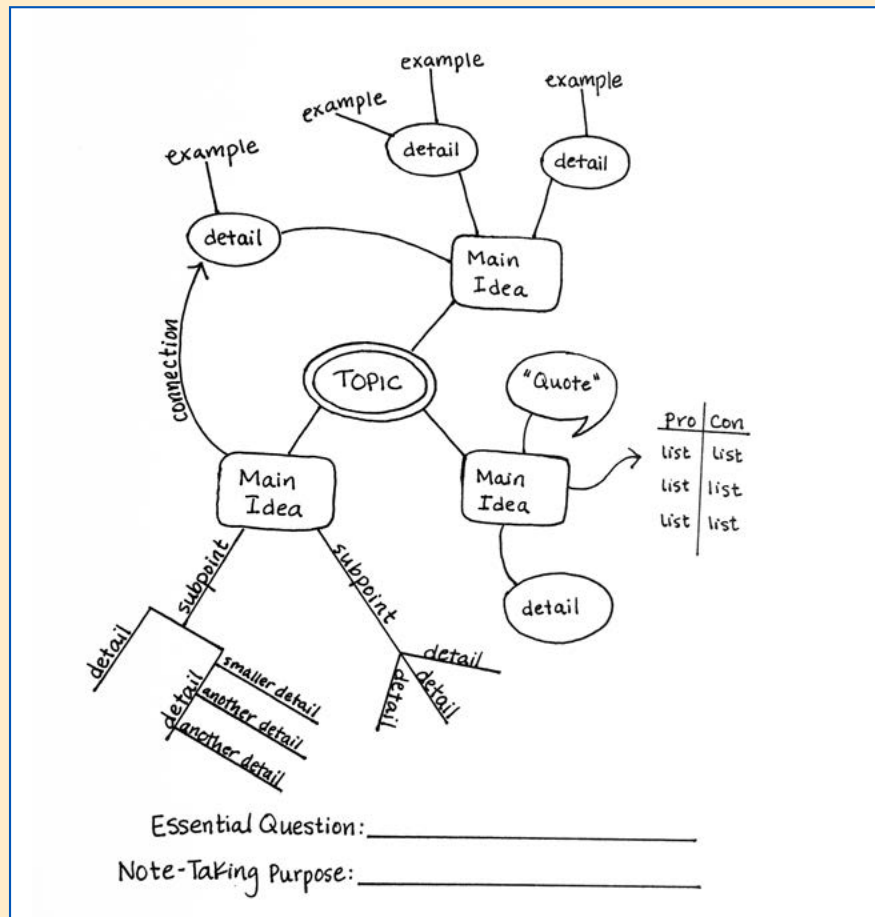 example
example
example
example
detail
detail
detail
Main
Idea
connection
TOPIC
"Quote"
Pro Con
list list
list list
list list
Main
Idea
Main
Idea
subpoint
subpoint
detail
detail
detail
smaller detail
another detail
another detail
detail
detail
detail
detail
Essential Question:
Note-Taking Purpose: